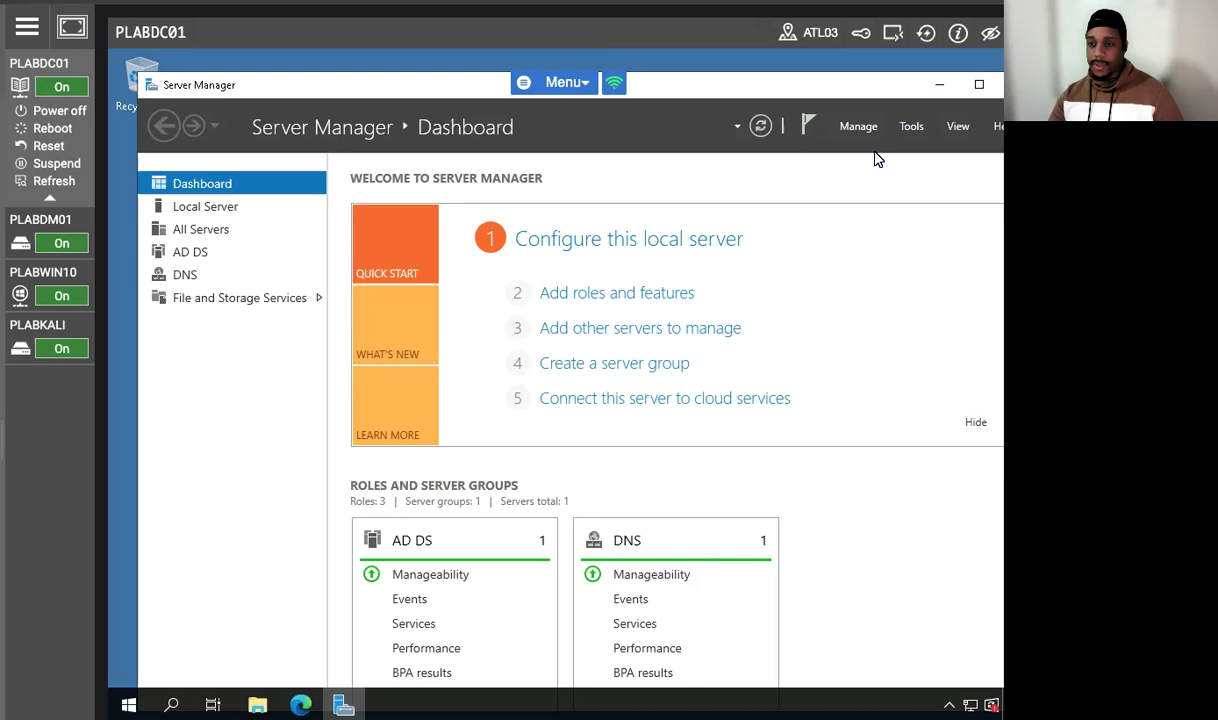 PLABDC01
On
Power off
Reboot
Reset
Suspend
Refresh
PLABDM01
On
PLABWIN10
On
PLABKALI
On
PLABDC01
ATL03
Recy
Server Manager
Menu
Server Manager
Dashboard
Manage
Tools
View
He
Dashboard
Local Server
All Servers
AD DS
DNS
File and Storage Services
WELCOME TO SERVER MANAGER
QUICK START
WHAT'S NEW
LEARN MORE
1 Configure this local server
2 Add roles and features
3 Add other servers to manage
4 Create a server group
5 Connect this server to cloud services
Hide
ROLES AND SERVER GROUPS
Roles: 3 | Server groups: 1 | Servers total: 1
AD DS 1
Manageability
Events
Services
Performance
BPA results
DNS 1
Manageability
Events
Services
Performance
BPA results